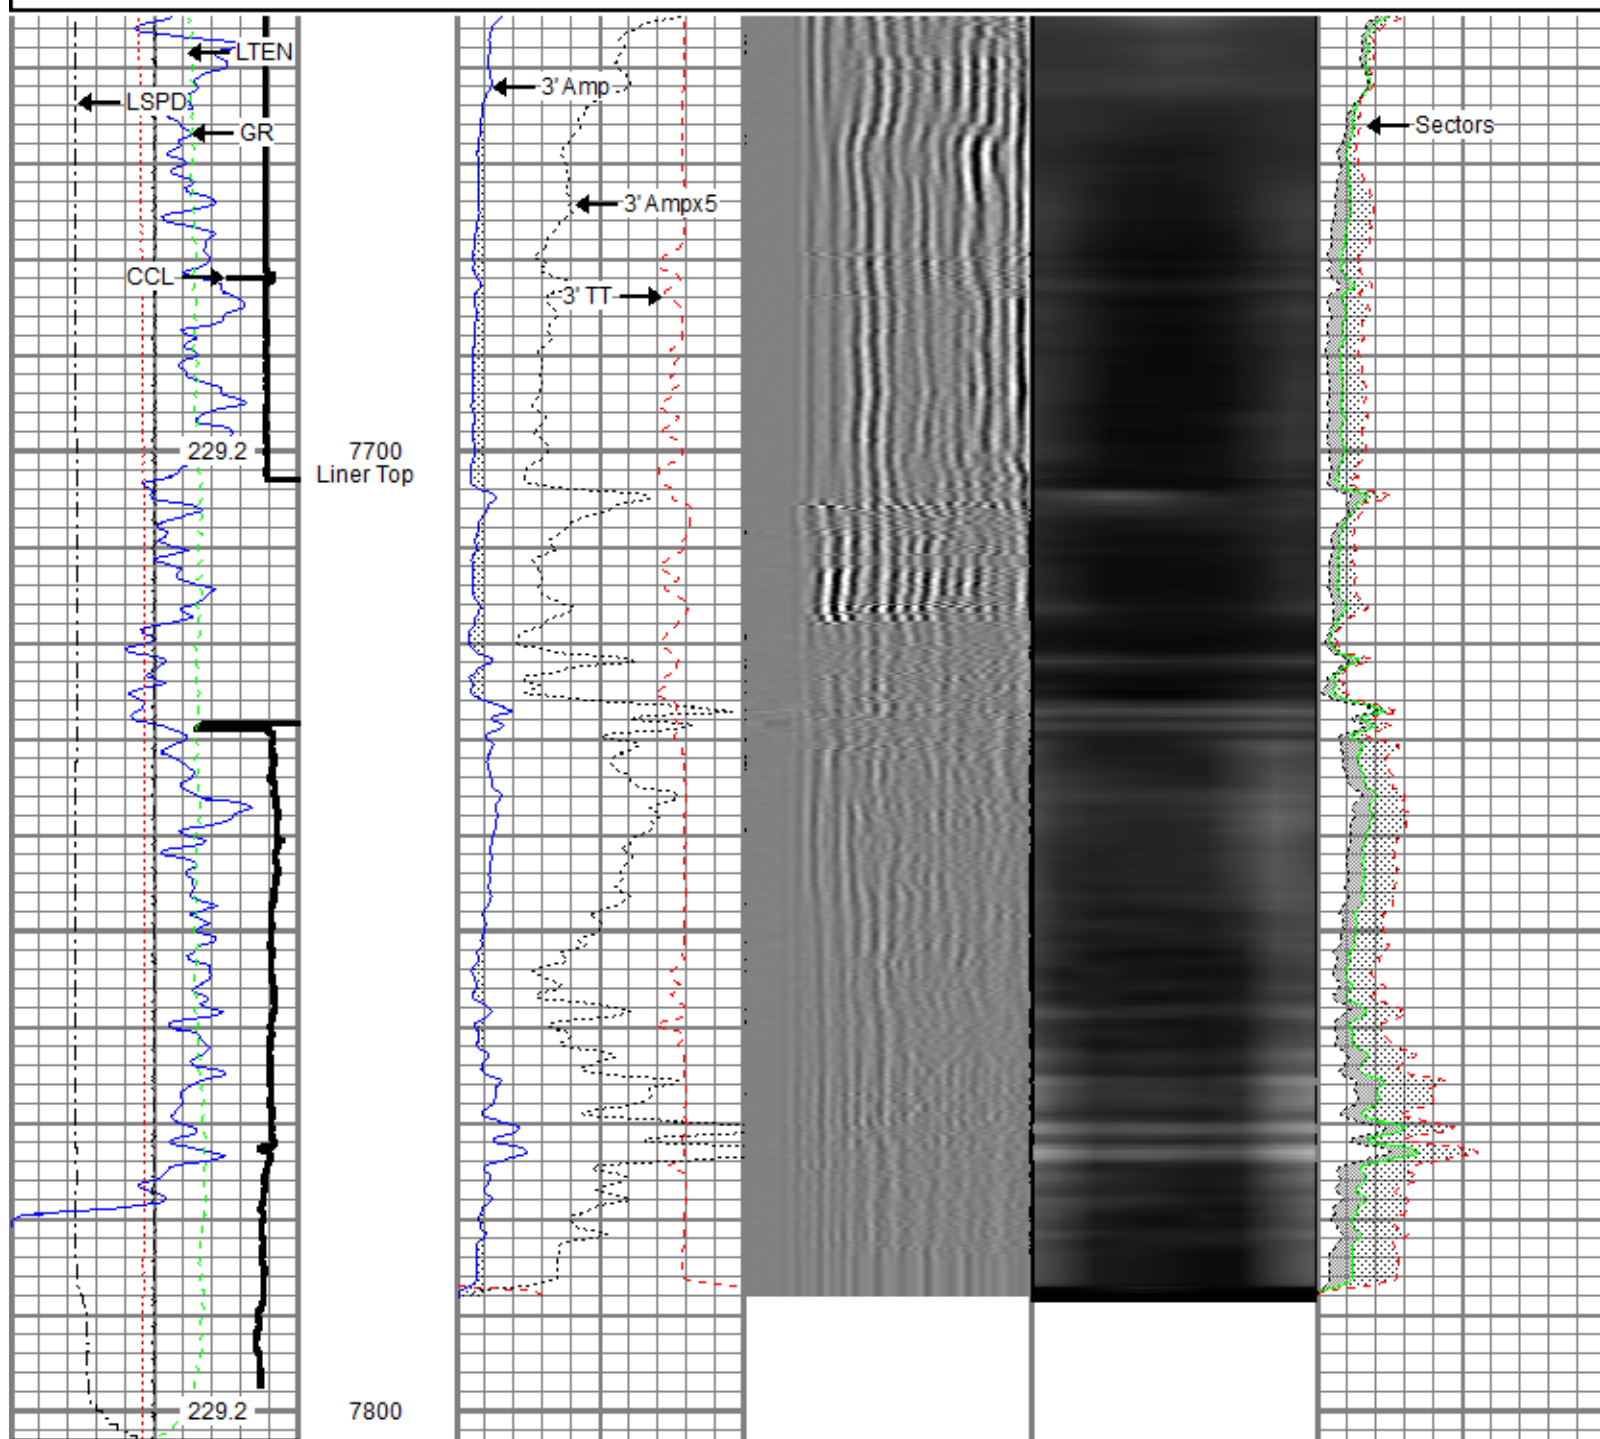 LTEN
3' Amp
LSPD
Sectors
GR
3' Ampx5
CCL
3' TT
229.2
7700
Liner Top
229.2
7800